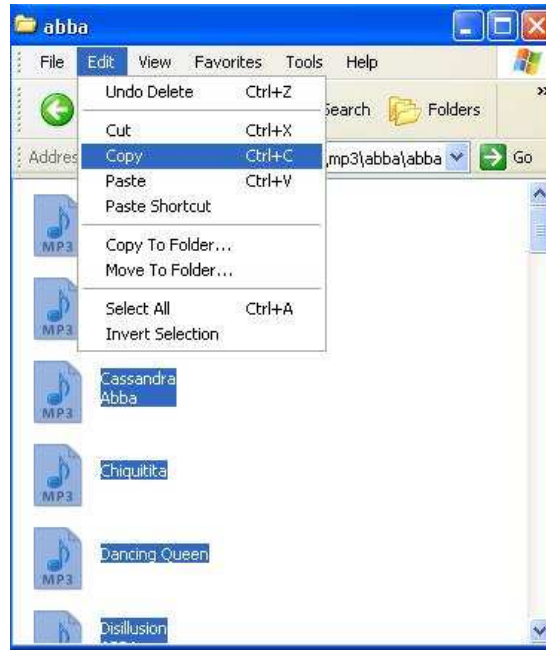 abba
File Edit View Favorites Tools Help
Undo Delete Ctrl+Z
Search Folders
Cut Ctrl+X
Addres
Copy Ctrl+C
mp3\abba\abba Go
Paste Ctrl+V
Paste Shortcut
MP3
Copy To Folder...
Move To Folder...
Select All Ctrl+A
MP3
Invert Selection
Cassandra
Abba
MP3
Chiquitita
MP3
Dancing Queen
MP3
Disillusion